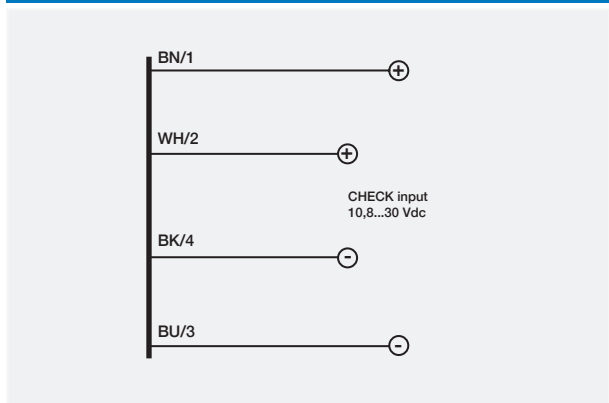 BN/1
+
WH/2
+
CHECK input
10,8...30 Vdc
BK/4
-
BU/3
-